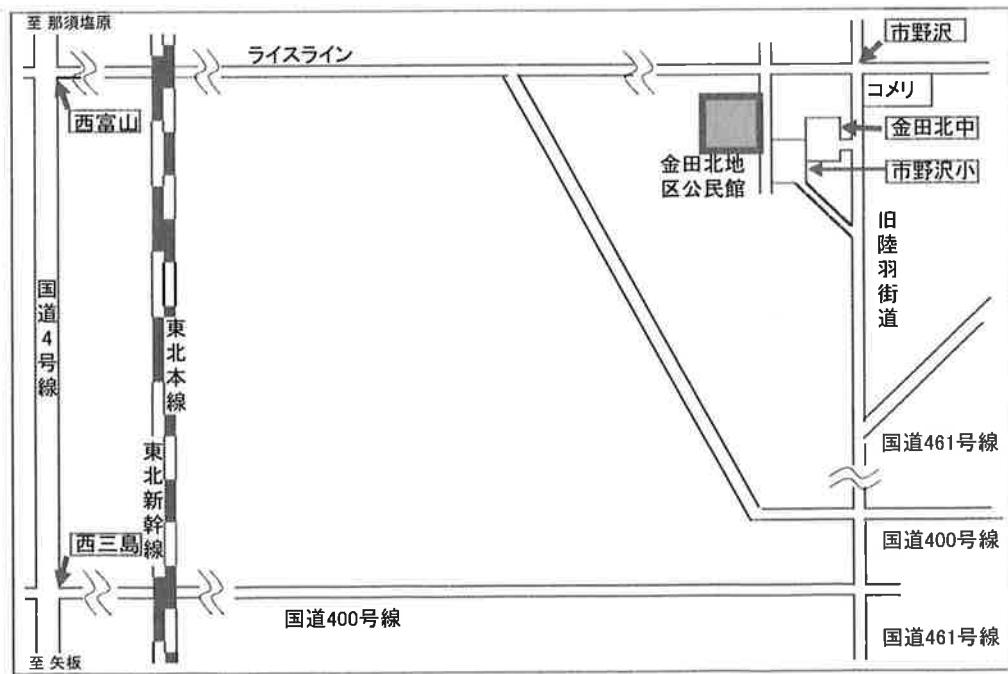 至 那須塩原
市野沢
ライスライン
コメリ
西富山
金田北中
金田北地
区公民館
市野沢小
旧陸羽街道
国道4号線
東北本線
国道461号線
東北新幹線
西三島
国道400号線
国道400号線
国道461号線
至 矢板